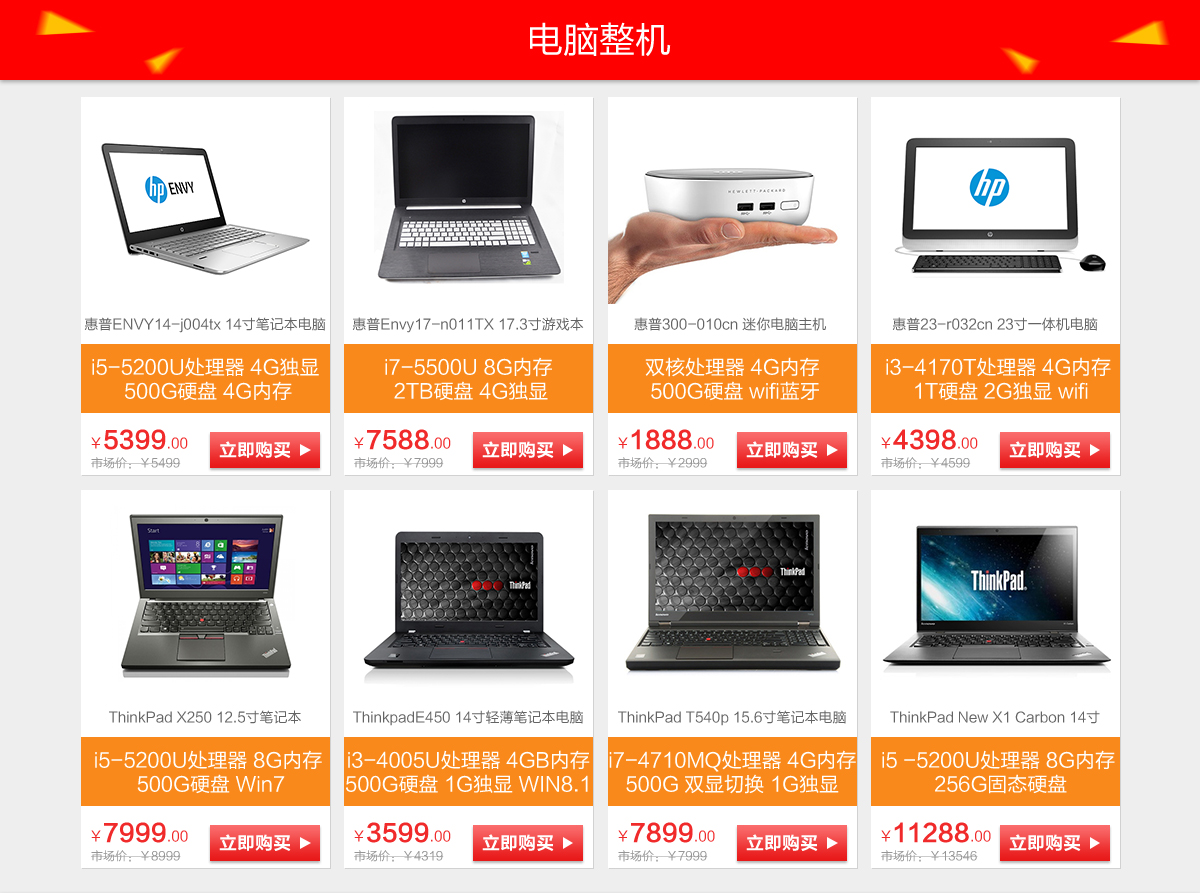 电脑整机
hp ENVY
HEWLETT-PACKARD
hp
惠普ENVY14-j004tx 14寸笔记本电脑
惠普Envy17-n011TX 17.3寸游戏本
惠普300-010cn 迷你电脑主机
惠普23-r032cn 23寸一体机电脑
i5-5200U处理器 4G独显
500G硬盘 4G内存
i7-5500U 8G内存
2TB硬盘 4G独显
双核处理器 4G内存
500G硬盘 wifi蓝牙
i3-4170T处理器 4G内存
1T硬盘 2G独显 wifi
¥5399.00
市场价：￥5499
立即购买
¥7588.00
市场价：￥7999
立即购买
¥1888.00
市场价：￥2999
立即购买
¥4398.00
市场价：￥4599
立即购买
Start
ThinkPad
ThinkPad
ThinkPad
ThinkPad
ThinkPad X250 12.5寸笔记本
ThinkpadE450 14寸轻薄笔记本电脑
ThinkPad T540p 15.6寸笔记本电脑
ThinkPad New X1 Carbon 14寸
i5-5200U处理器 8G内存
500G硬盘 Win7
i3-4005U处理器 4GB内存
500G硬盘 1G独显 WIN8.1
i7-4710MQ处理器 4G内存
500G 双显切换 1G独显
i5 -5200U处理器 8G内存
256G固态硬盘
¥7999.00
市场价：￥8999
立即购买
¥3599.00
市场价：￥4319
立即购买
¥7899.00
市场价：￥7999
立即购买
¥11288.00
市场价：￥13546
立即购买